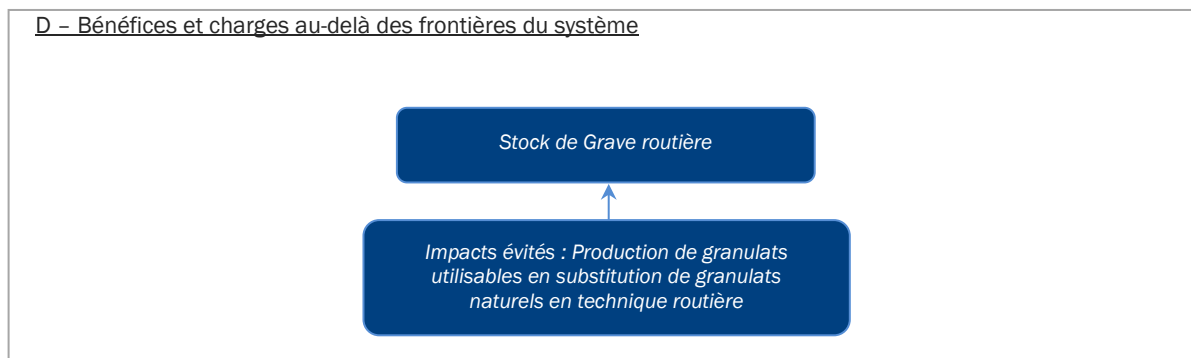 D – Bénéfices et charges au-delà des frontières du système
Stock de Grave routière
Impacts évités : Production de granulats
utilisables en substitution de granulats
naturels en technique routière